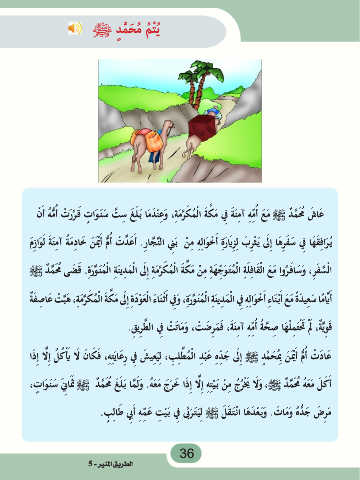 يُتْمُ مُحَمَّدٍ ﷺ
عَاشَ مُحَمَّدٌ ﷺ مَعَ أُمِّهِ آمِنَةَ فِي مَكَّةَ الْمُكَرَّمَةِ، وَعِنْدَمَا بَلَغَ سِتَّ سَنَوَاتٍ قَرَّرَتْ أُمُّهُ أَنْ
يُرَافِقَهَا فِي سَفَرِهَا إِلَى يَثْرِبَ لِزِيَارَةِ أَخْوَالِهِ مِنْ بَنِي النَّجَّارِ. أَعَدَّتْ أُمُّ أَيْمَنَ خَادِمَةُ آمِنَةَ لَوَازِمَ
السَّفَرِ، وَسَافَرُوا مَعَ الْقَافِلَةِ الْمُتَوَجِّهَةِ مِنْ مَكَّةَ الْمُكَرَّمَةِ إِلَى الْمَدِينَةِ الْمُنَوَّرَةِ. قَضَى مُحَمَّدٌ ﷺ
أَيَّامًا سَعِيدَةً مَعَ أَبْنَاءِ أَخْوَالِهِ فِي الْمَدِينَةِ الْمُنَوَّرَةِ، وَفِي أَثْنَاءِ الْعَوْدَةِ إِلَى مَكَّةَ الْمُكَرَّمَةِ، هَبَّتْ عَاصِفَةٌ
قَوِيَّةٌ، لَمْ تَحْتَمِلْهَا صِحَّةُ أُمِّهِ آمِنَةَ، فَمَرِضَتْ، وَمَاتَتْ فِي الطَّرِيقِ.
عَادَتْ أُمُّ أَيْمَنَ بِمُحَمَّدٍ ﷺ إِلَى جَدِّهِ عَبْدِ الْمُطَّلِبِ، لِيَعِيشَ فِي رِعَايَتِهِ، فَكَانَ لَا يَأْكُلُ إِلَّا إِذَا
أَكَلَ مَعَهُ مُحَمَّدٌ ﷺ، وَلَا يَخْرُجُ مِنْ بَيْتِهِ إِلَّا إِذَا خَرَجَ مَعَهُ. وَلَمَّا بَلَغَ مُحَمَّدٌ ﷺ ثَمَانِيَ سَنَوَاتٍ،
مَرِضَ جَدُّهُ وَمَاتَ. وَبَعْدَهَا انْتَقَلَ ﷺ لِيَتَرَبَّى فِي بَيْتِ عَمِّهِ أَبِي طَالِبٍ.
36
الطريق المنير - 5